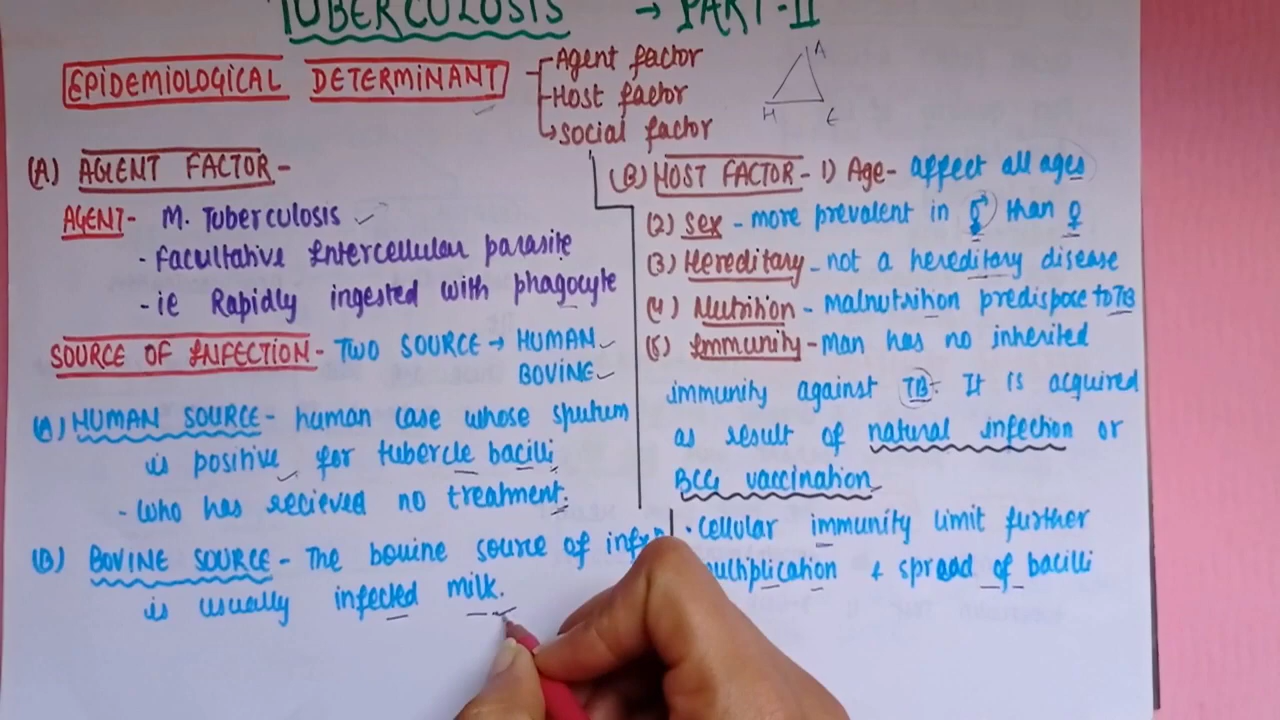 TUBERCULOSIS → PART-II
EPIDEMIOLOGICAL DETERMINANT
Agent factor
Host factor
Social factor
A
H E
(A) AGENT FACTOR -
AGENT - M. Tuberculosis
- facultative Intercellular parasite
- ie Rapidly ingested with phagocyte
SOURCE OF INFECTION - TWO SOURCE → HUMAN
BOVING
(A) HUMAN SOURCE - human case whose sputum
is positive for tubercle bacilli
- Who has recieved no treatment.
(B) BOVINE SOURCE - The bovine source of
is usually infected milk.
(B) HOST FACTOR - 1) Age - affect all ages
(2) Sex - more prevalent in ♂ than ♀
(3) Hereditary - not a hereditary disease
(4) Nutrition - malnutrition predispose to TB
(5) Immunity - man has no inherited
immunity against TB. It is acquired
as result of natural infection or
BCG vaccination
• cellular immunity limit further
multiplication + spread of bacilli